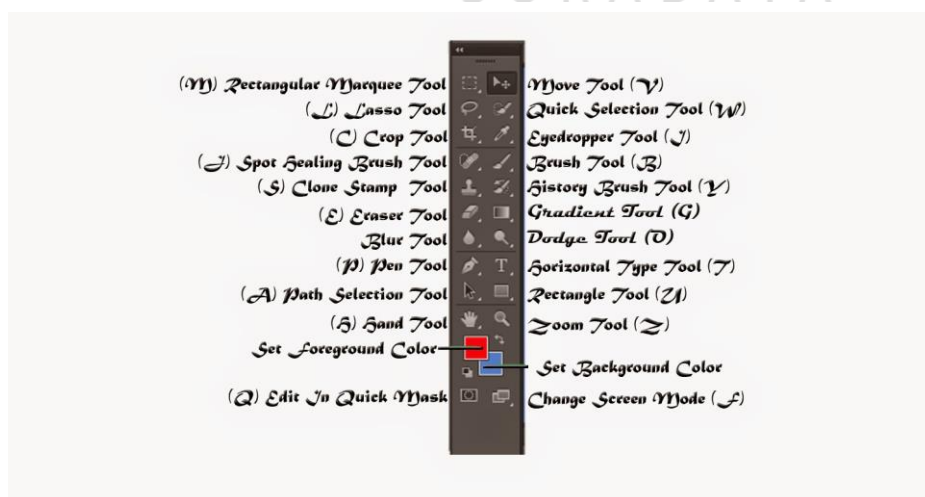 (M) Rectangular Marquee Tool
Move Tool (V)
(L) Lasso Tool
Quick Selection Tool (W)
(C) Crop Tool
Eyedropper Tool (I)
(J) Spot Healing Brush Tool
Brush Tool (B)
(S) Clone Stamp Tool
History Brush Tool (Y)
(E) Eraser Tool
Gradient Tool (G)
Blur Tool
Dodge Tool (O)
(P) Pen Tool
T
Horizontal Type Tool (T)
(A) Path Selection Tool
Rectangle Tool (U)
(H) Hand Tool
Zoom Tool (Z)
Set Foreground Color
Set Background Color
(Q) Edit In Quick Mask
Change Screen Mode (F)